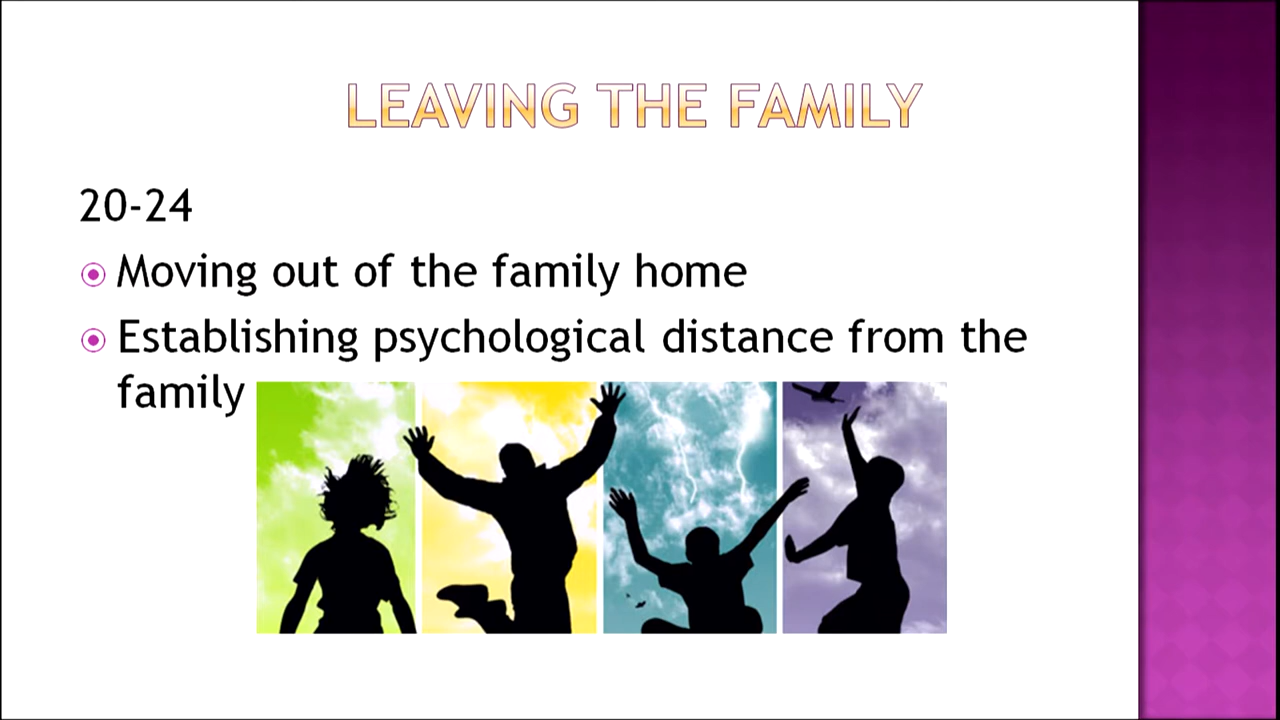 LEAVING THE FAMILY
20-24
Moving out of the family home
Establishing psychological distance from the
family